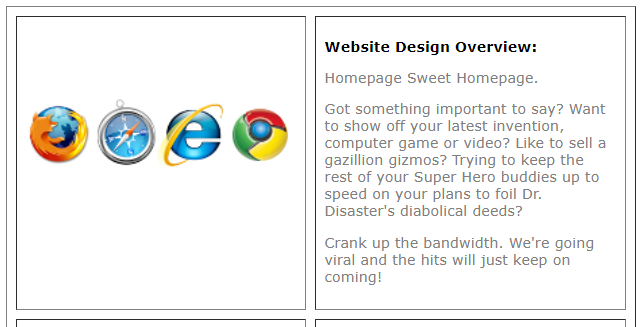 Website Design Overview:
Homepage Sweet Homepage.
Got something important to say? Want
to show off your latest invention,
computer game or video? Like to sell a
gazillion gizmos? Trying to keep the
rest of your Super Hero buddies up to
speed on your plans to foil Dr.
Disaster's diabolical deeds?
Crank up the bandwidth. We're going
viral and the hits will just keep on
coming!